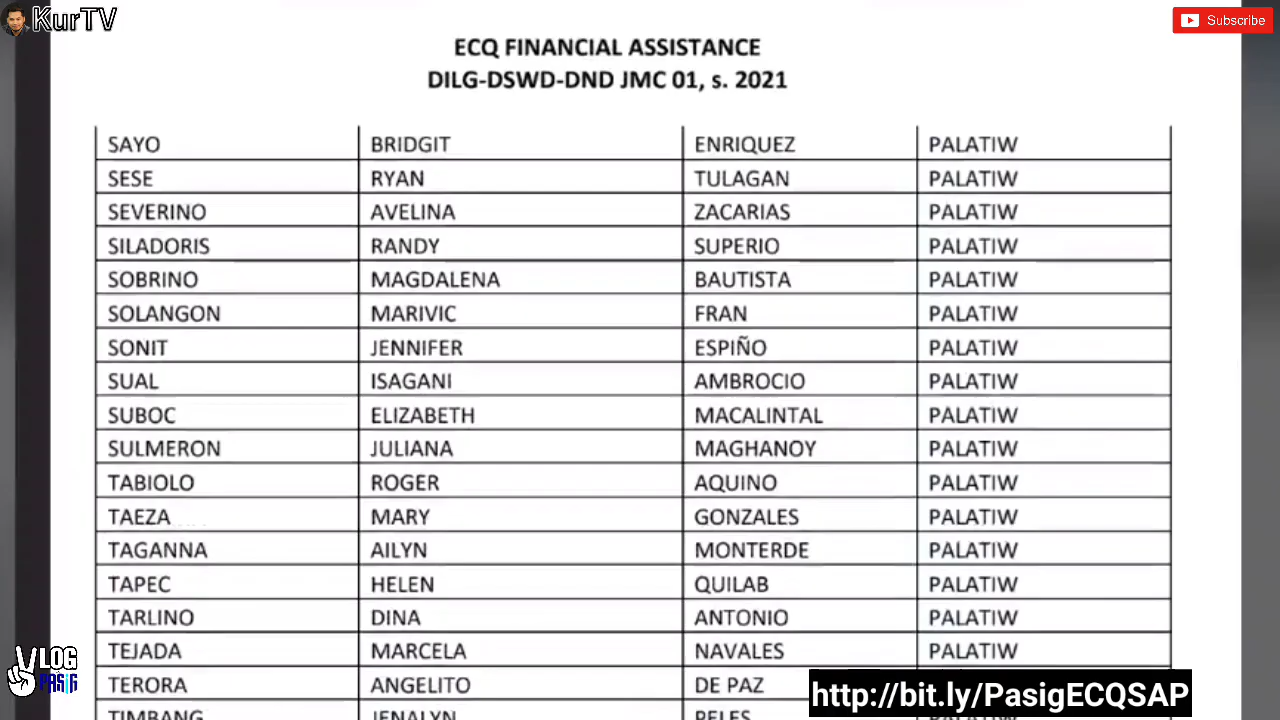 KurTV
Subscribe
ECQ FINANCIAL ASSISTANCE
DILG-DSWD-DND JMC 01, s. 2021
SAYO BRIDGIT ENRIQUEZ PALATIW
SESE RYAN TULAGAN PALATIW
SEVERINO AVELINA ZACARIAS PALATIW
SILADORIS RANDY SUPERIO PALATIW
SOBRINO MAGDALENA BAUTISTA PALATIW
SOLANGON MARIVIC FRAN PALATIW
SONIT JENNIFER ESPIÑO PALATIW
SUAL ISAGANI AMBROCIO PALATIW
SUBOC ELIZABETH MACALINTAL PALATIW
SULMERON JULIANA MAGHANOY PALATIW
TABIOLO ROGER AQUINO PALATIW
TAEZA MARY GONZALES PALATIW
TAGANNA AILYN MONTERDE PALATIW
TAPEC HELEN QUILAB PALATIW
TARLINO DINA ANTONIO PALATIW
TEJADA MARCELA NAVALES PALATIW
TERORA ANGELITO DE PAZ
TIMBANG JENALYN PELES PALATIW
VLOG
PASIG
http://bit.ly/PasigECQSAP